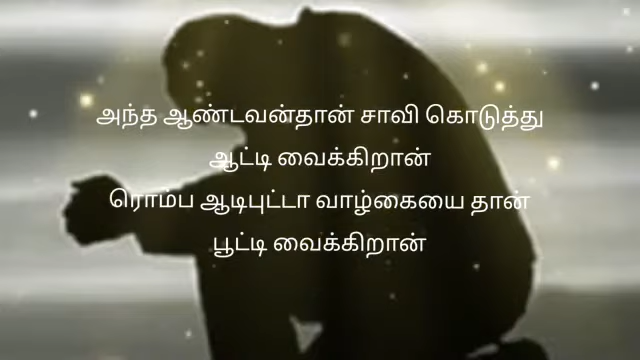 அந்த ஆண்டவன்தான் சாவி கொடுத்து
ஆட்டி வைக்கிறான்
ரொம்ப ஆடிபுட்டா வாழ்கையை தான்
பூட்டி வைக்கிறான்